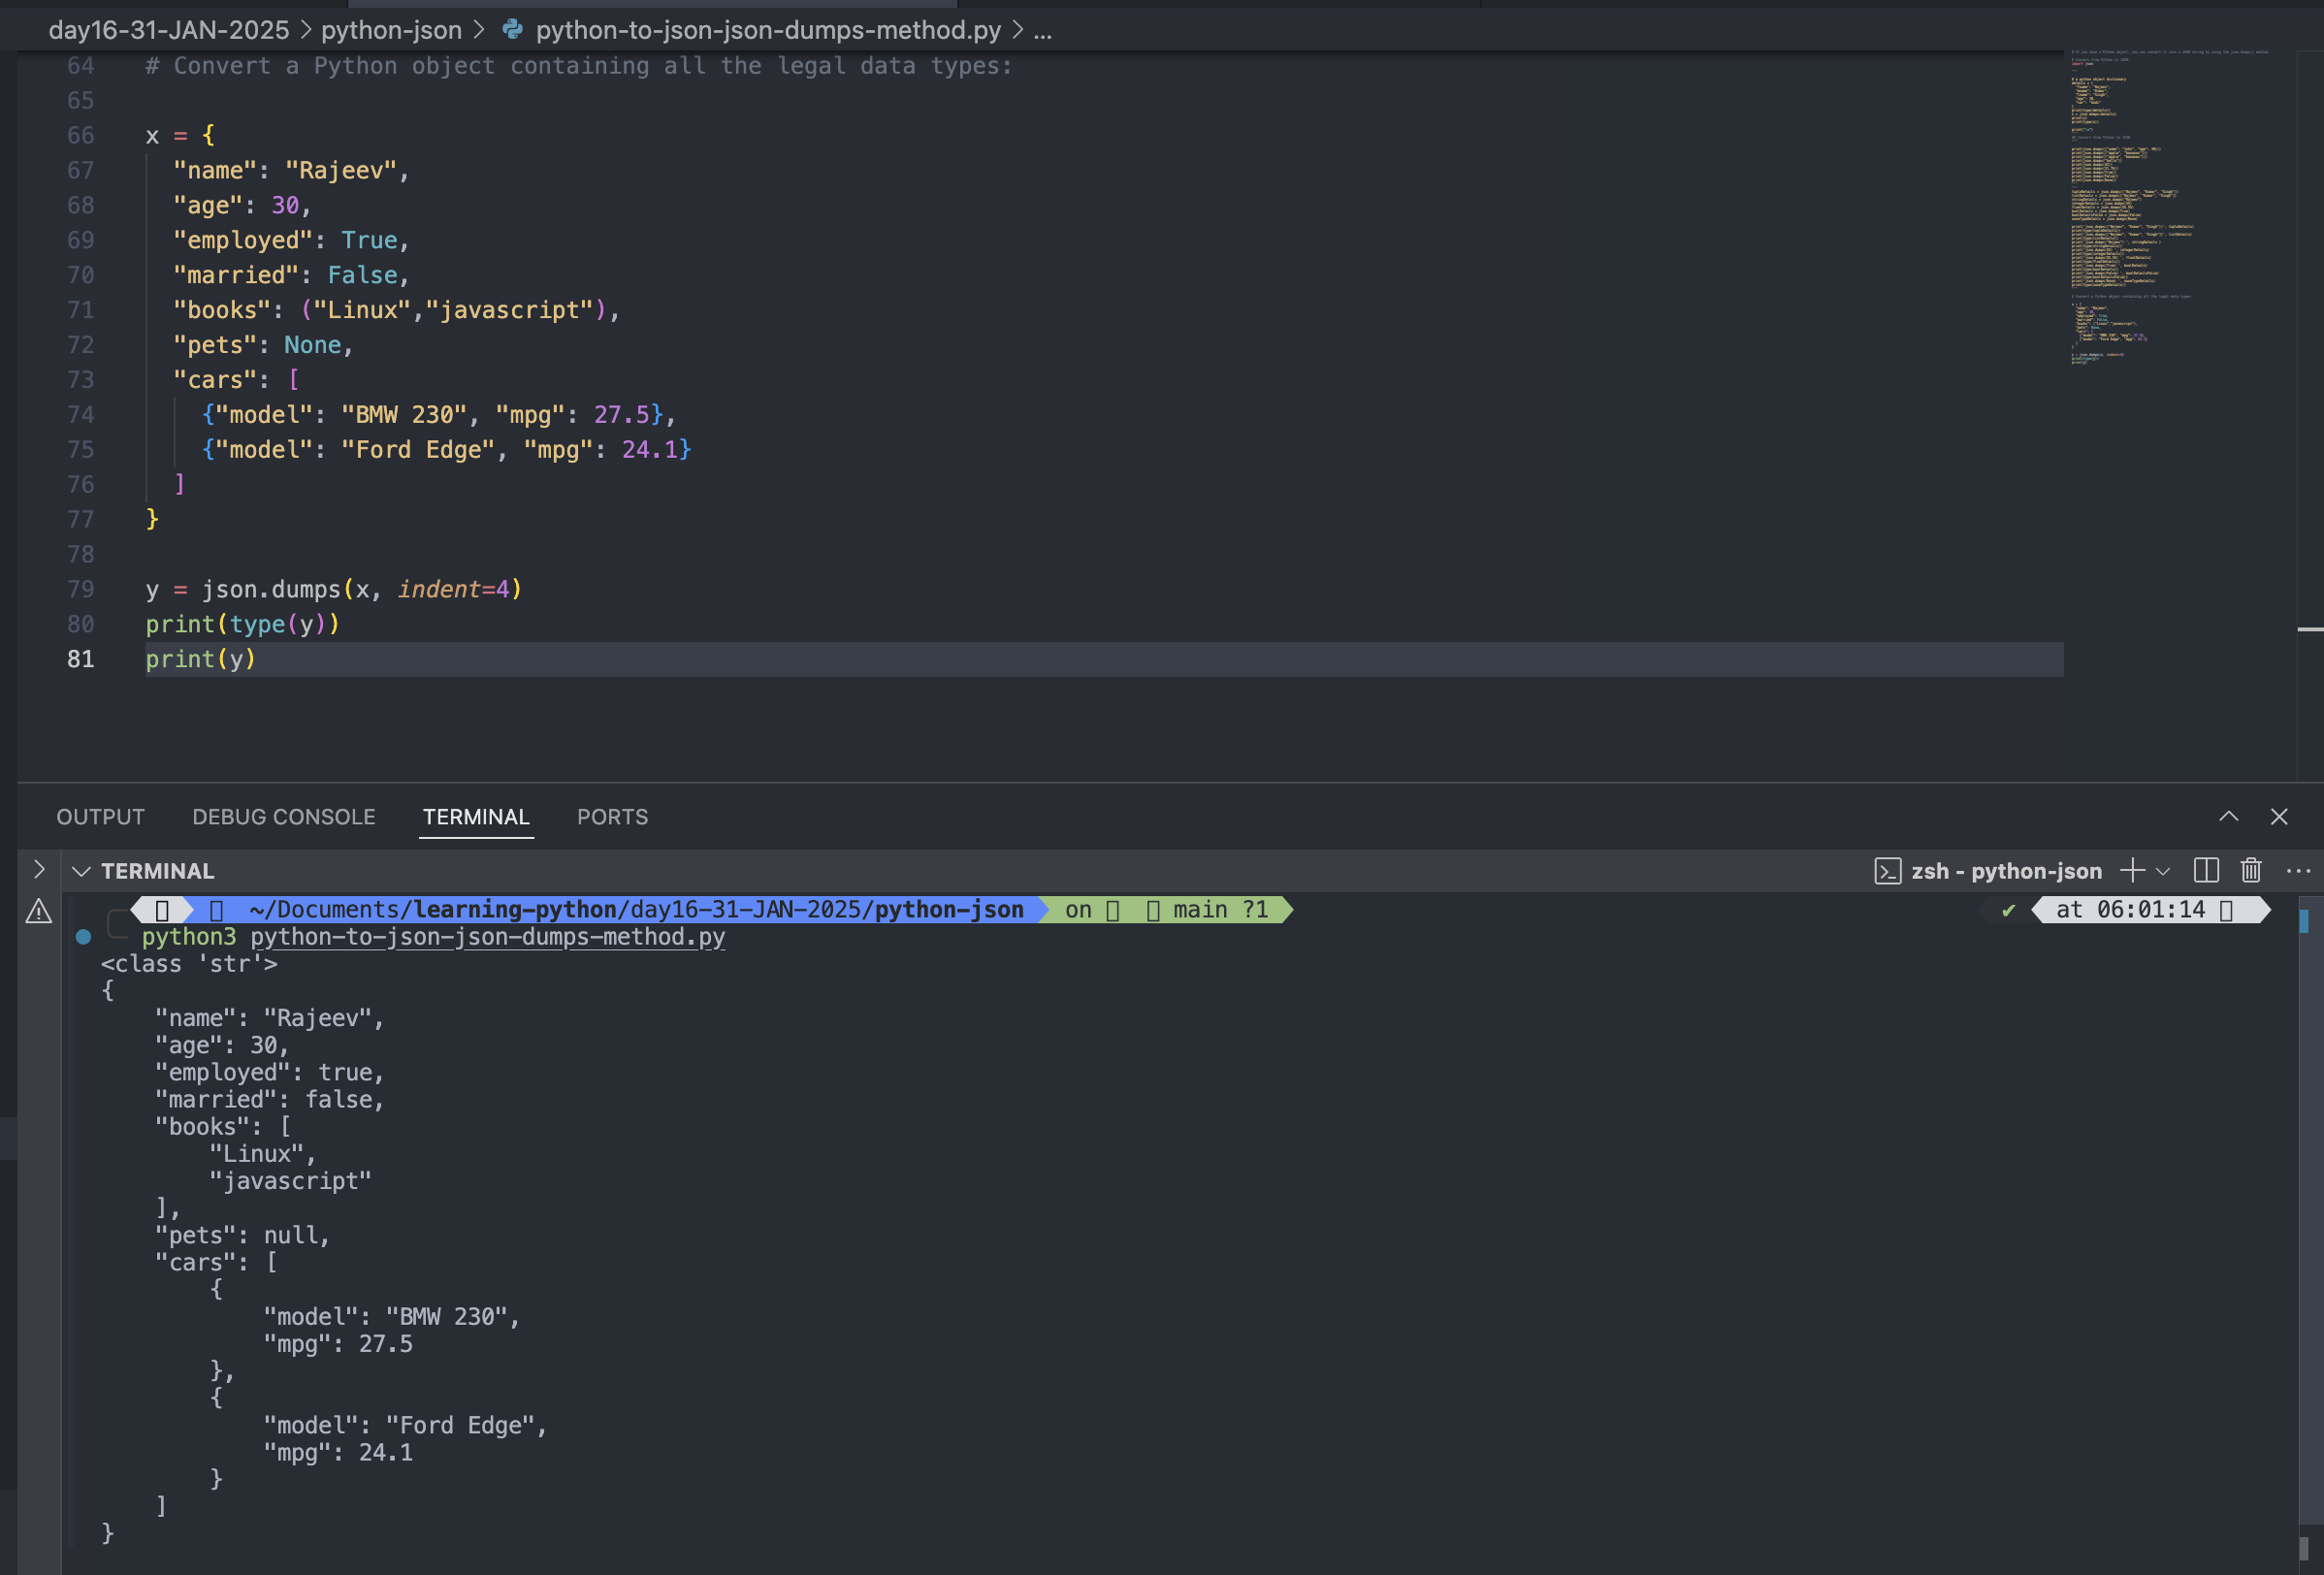 day16-31-JAN-2025 > python-json > python-to-json-json-dumps-method.py > ...
64 # Convert a Python object containing all the legal data types:
65
66 x = {
67   "name": "Rajeev",
68   "age": 30,
69   "employed": True,
70   "married": False,
71   "books": ("Linux","javascript"),
72   "pets": None,
73   "cars": [
74     {"model": "BMW 230", "mpg": 27.5},
75     {"model": "Ford Edge", "mpg": 24.1}
76   ]
77 }
78
79 y = json.dumps(x, indent=4)
80 print(type(y))
81 print(y)
OUTPUT DEBUG CONSOLE TERMINAL PORTS
TERMINAL zsh - python-json
~/Documents/learning-python/day16-31-JAN-2025/python-json on main ?1 ✔ at 06:01:14
python3 python-to-json-json-dumps-method.py
<class 'str'>
{
    "name": "Rajeev",
    "age": 30,
    "employed": true,
    "married": false,
    "books": [
        "Linux",
        "javascript"
    ],
    "pets": null,
    "cars": [
        {
            "model": "BMW 230",
            "mpg": 27.5
        },
        {
            "model": "Ford Edge",
            "mpg": 24.1
        }
    ]
}